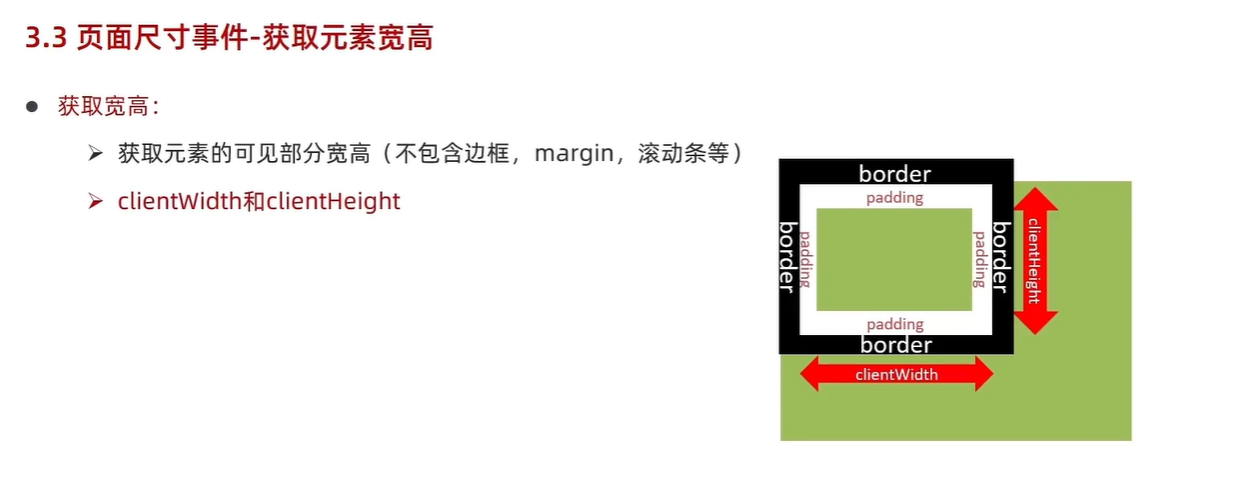 3.3 页面尺寸事件-获取元素宽高
获取宽高：
获取元素的可见部分宽高（不包含边框，margin，滚动条等）
clientWidth和clientHeight
border
padding
border
padding
padding
border
clientHeight
padding
border
clientWidth